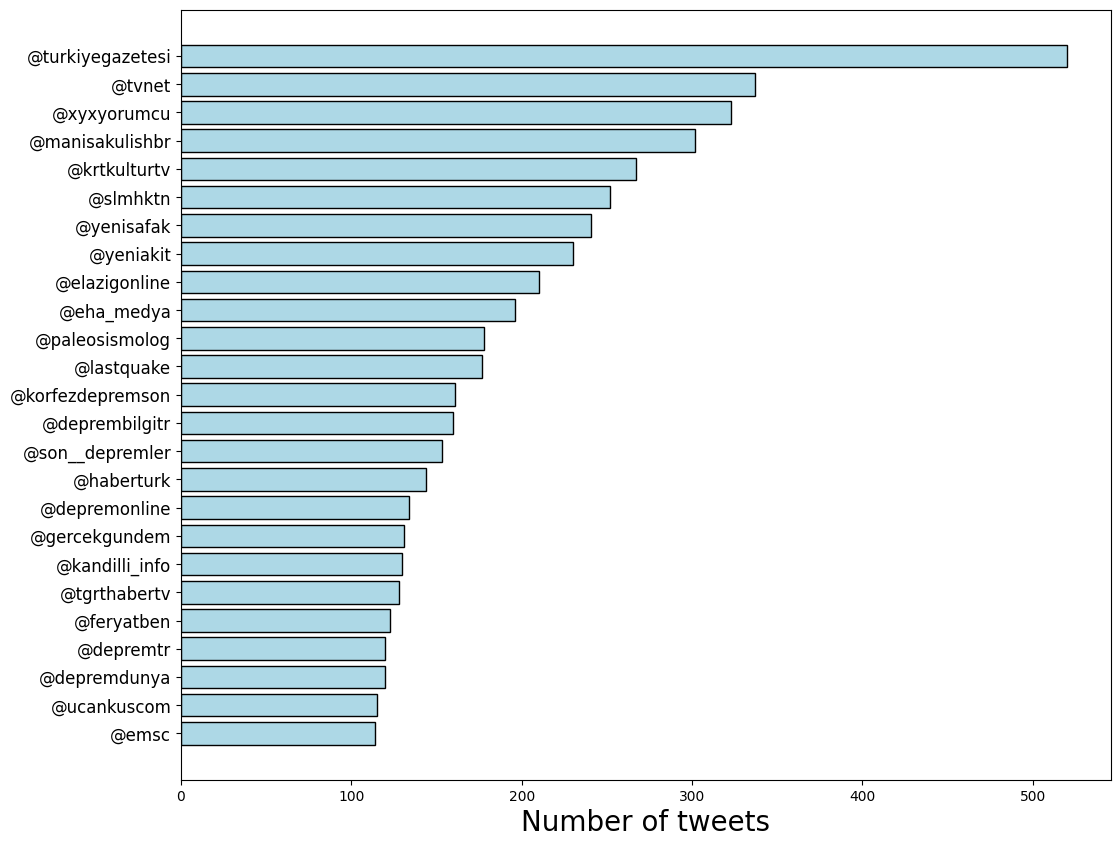 @turkiyegazetesi
@tvnet
@xyxyorumcu
@manisakulishbr
@krtkulturtv
@slmhktn
@yenisafak
@yeniakit
@elazigonline
@eha_medya
@paleosismolog
@lastquake
@korfezdepremson
@deprembilgitr
@son__depremler
@haberturk
@depremonline
@gercekgundem
@kandilli_info
@tgrthabertv
@feryatben
@depremtr
@depremdunya
@ucankuscom
@emsc
0 100 200 300 400 500
Number of tweets